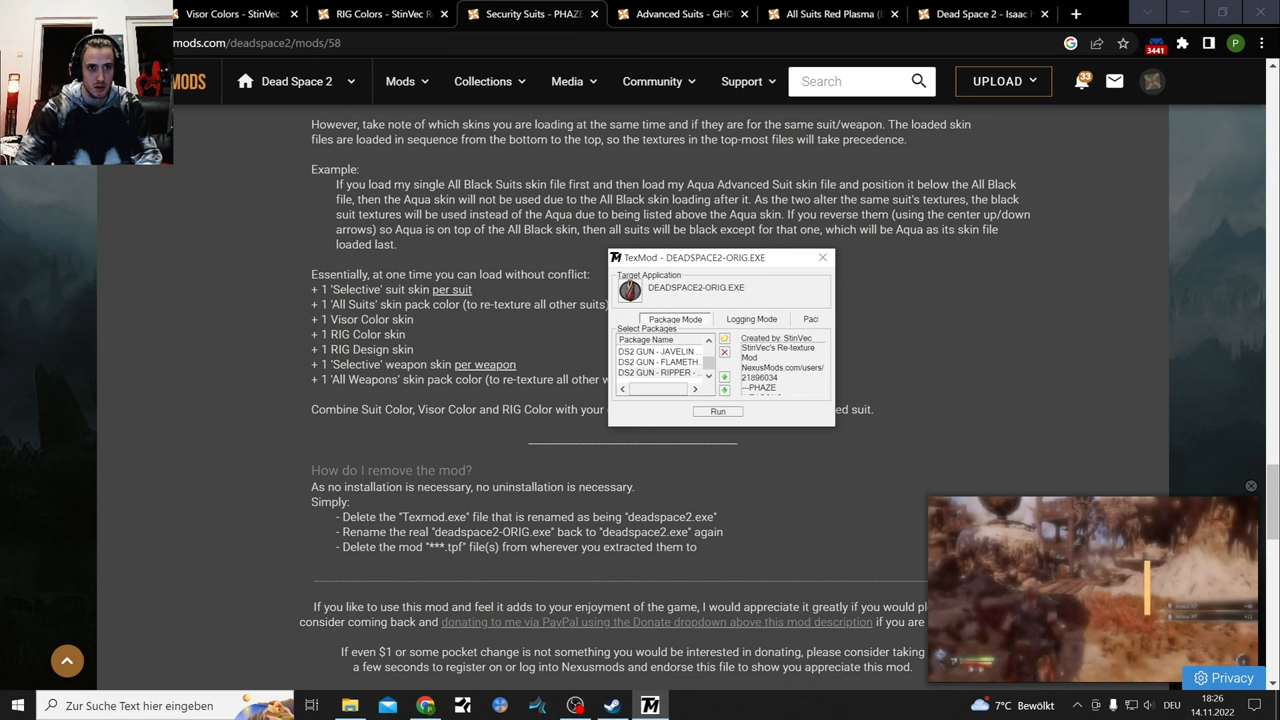 Visor Colors - StinVec
RIG Colors - StinVec R
Security Suits - PHAZE
Advanced Suits - GHO
All Suits Red Plasma (
Dead Space 2 - Isaac h
mods.com/deadspace2/mods/58
3441
P
MODS
Dead Space 2
Mods
Collections
Media
Community
Support
Search
UPLOAD
33
However, take note of which skins you are loading at the same time and if they are for the same suit/weapon. The loaded skin
files are loaded in sequence from the bottom to the top, so the textures in the top-most files will take precedence.
Example:
If you load my single All Black Suits skin file first and then load my Aqua Advanced Suit skin file and position it below the All Black
file, then the Aqua skin will not be used due to the All Black skin loading after it. As the two alter the same suit's textures, the black
suit textures will be used instead of the Aqua due to being listed above the Aqua skin. If you reverse them (using the center up/down
arrows) so Aqua is on top of the All Black skin, then all suits will be black except for that one, which will be Aqua as its skin file
loaded last.
Essentially, at one time you can load without conflict:
+ 1 'Selective' suit skin per suit
+ 1 'All Suits' skin pack color (to re-texture all other suits)
+ 1 Visor Color skin
+ 1 RIG Color skin
+ 1 RIG Design skin
+ 1 'Selective' weapon skin per weapon
+ 1 'All Weapons' skin pack color (to re-texture all other w
Combine Suit Color, Visor Color and RIG Color with your
ed suit.
TexMod - DEADSPACE2-ORIG.EXE
Target Application
DEADSPACE2-ORIG.EXE
Package Mode
Logging Mode
Pacl
Select Packages
Package Name
DS2 GUN - JAVELIN ...
DS2 GUN - FLAMETH...
DS2 GUN - RIPPER - ...
Created by: StinVec
StinVec's Re-texture
Mod
NexusMods.com/users/
21896034
---PHAZE
Run
How do I remove the mod?
As no installation is necessary, no uninstallation is necessary.
Simply:
- Delete the "Texmod.exe" file that is renamed as being "deadspace2.exe"
- Rename the real "deadspace2-ORIG.exe" back to "deadspace2.exe" again
- Delete the mod "***.tpf" file(s) from wherever you extracted them to
If you like to use this mod and feel it adds to your enjoyment of the game, I would appreciate it greatly if you would pl
consider coming back and donating to me via PayPal using the Donate dropdown above this mod description if you are
If even $1 or some pocket change is not something you would be interested in donating, please consider taking
a few seconds to register on or log into Nexusmods and endorse this file to show you appreciate this mod.
Privacy
Zur Suche Text hier eingeben
7°C Bewölkt
DEU
18:26
14.11.2022